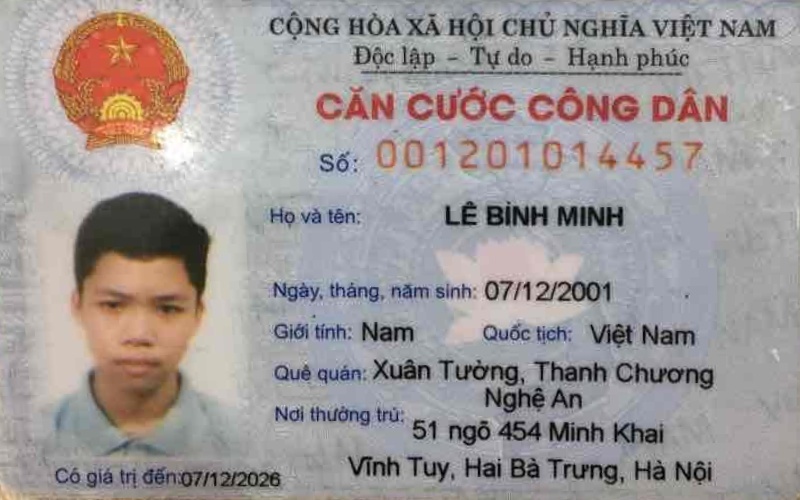 CỘNG HÒA XÃ HỘI CHỦ NGHĨA VIỆT NAM
Độc lập - Tự do - Hạnh phúc
CĂN CƯỚC CÔNG DÂN
Số: 001201014457
Họ và tên: LÊ BÌNH MINH
Ngày, tháng, năm sinh: 07/12/2001
Giới tính: Nam Quốc tịch: Việt Nam
Quê quán: Xuân Tường, Thanh Chương
Nghệ An
Nơi thường trú: 51 ngõ 454 Minh Khai
Vĩnh Tuy, Hai Bà Trưng, Hà Nội
Có giá trị đến: 07/12/2026